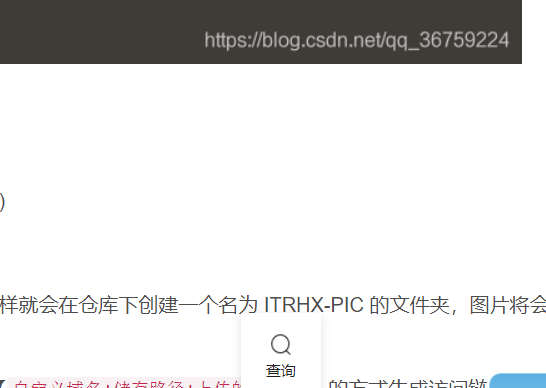 https://blog.csdn.net/qq_36759224
)
样就会在仓库下创建一个名为 ITRHX-PIC 的文件夹，图片将会
查询
的方式生成访问链